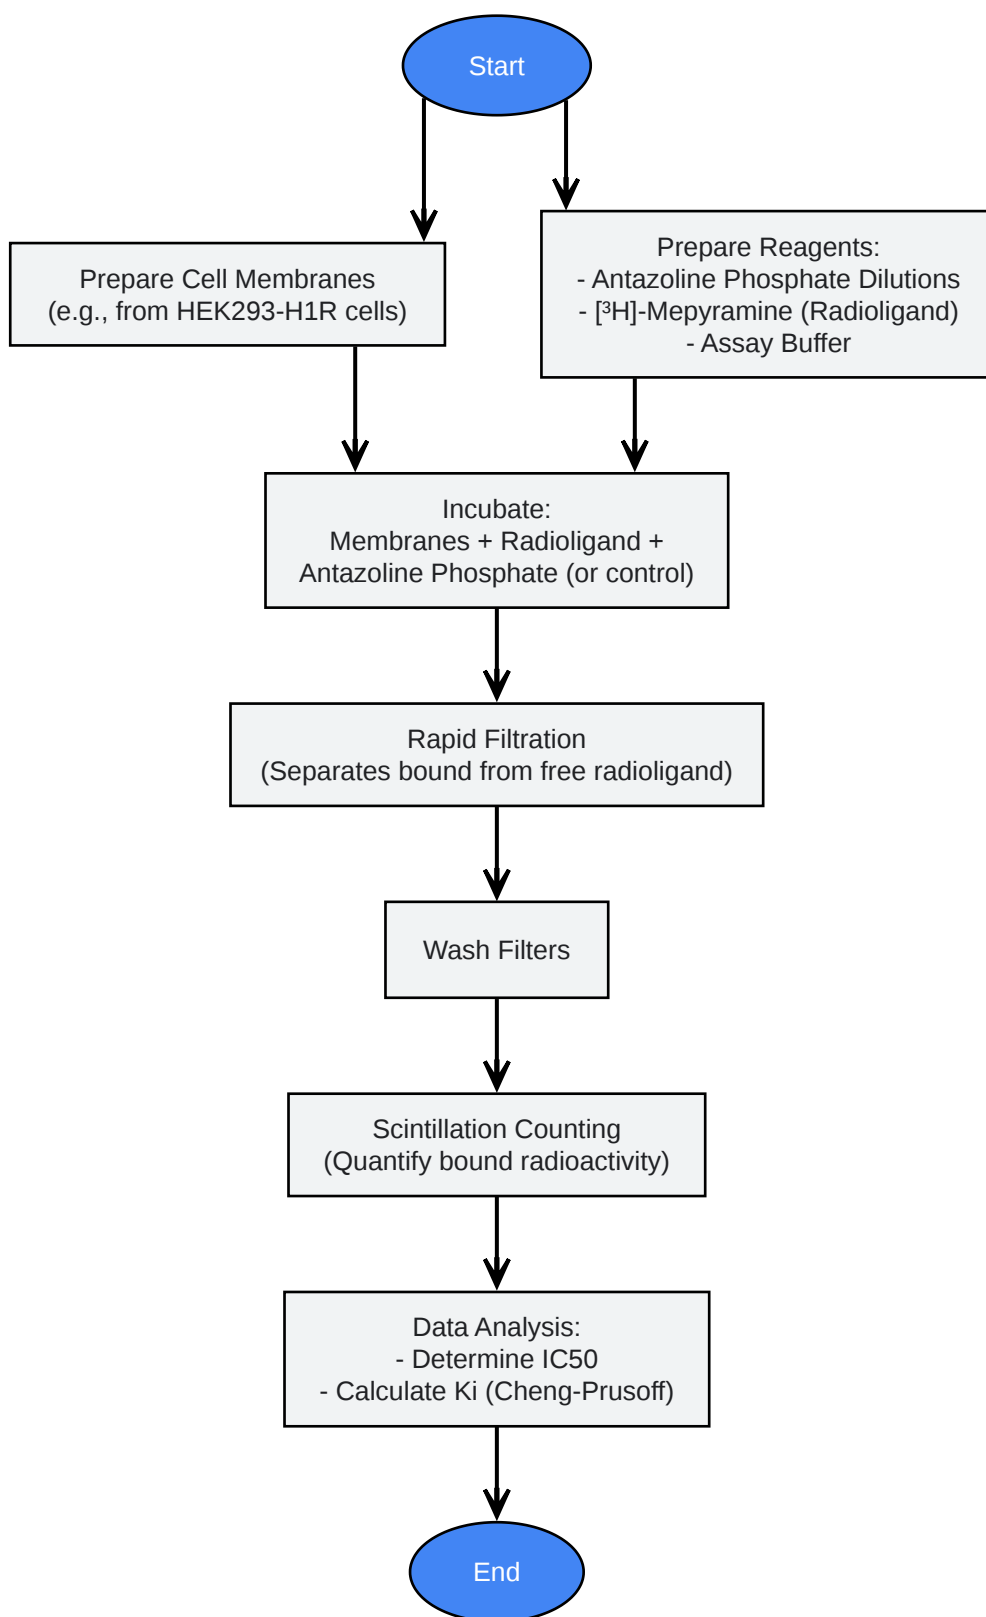 Start
Prepare Cell Membranes
(e.g., from HEK293-H1R cells)
Prepare Reagents:
- Antazoline Phosphate Dilutions
- [³H]-Mepyramine (Radioligand)
- Assay Buffer
Incubate:
Membranes + Radioligand +
Antazoline Phosphate (or control)
Rapid Filtration
(Separates bound from free radioligand)
Wash Filters
Scintillation Counting
(Quantify bound radioactivity)
Data Analysis:
- Determine IC50
- Calculate Ki (Cheng-Prusoff)
End